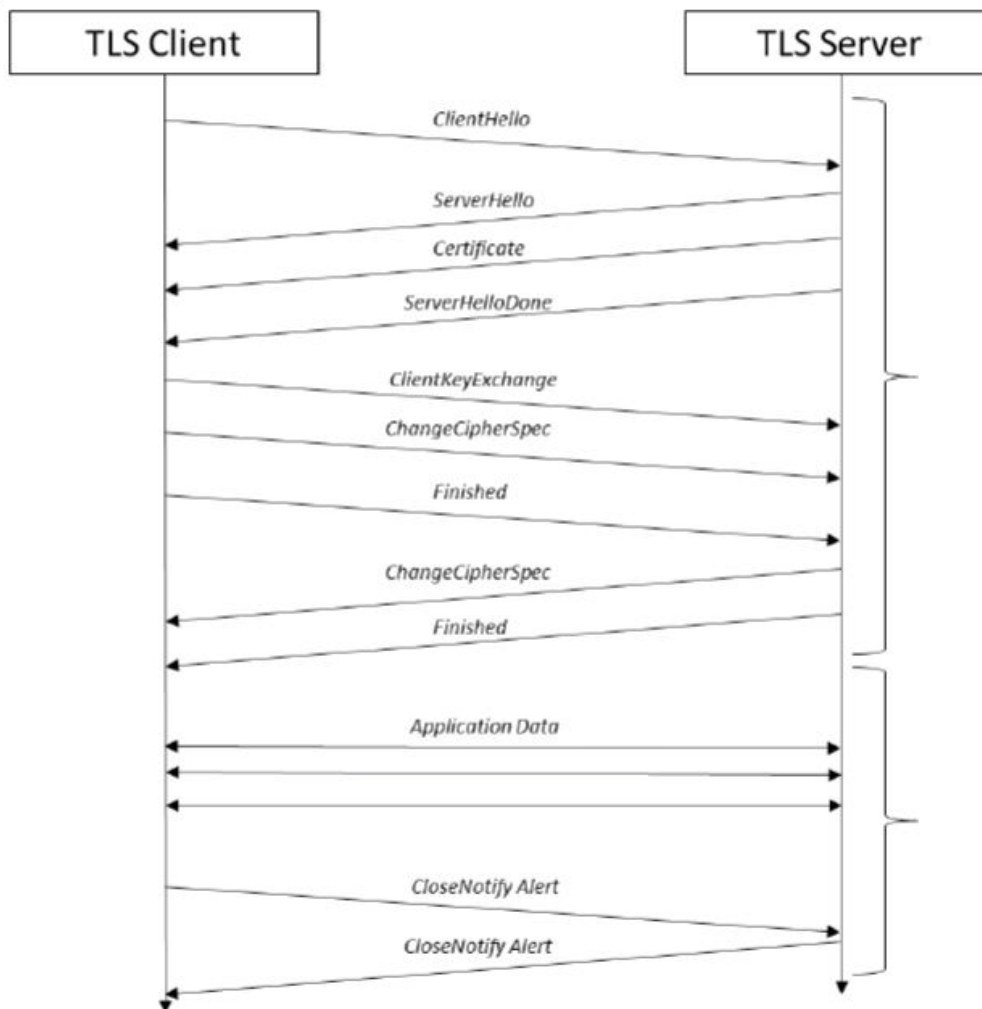 TLS Client
TLS Server
ClientHello
ServerHello
Certificate
ServerHelloDone
ClientKeyExchange
ChangeCipherSpec
Finished
ChangeCipherSpec
Finished
Application Data
CloseNotify Alert
CloseNotify Alert